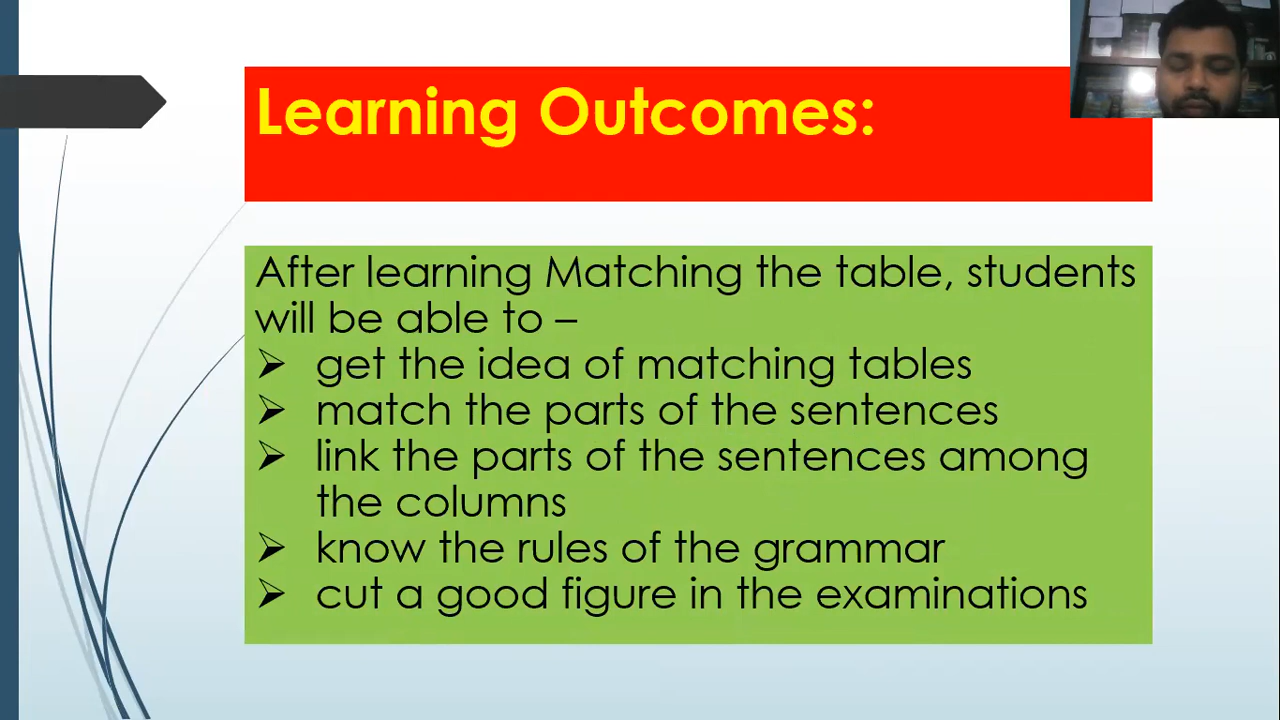 Learning Outcomes:
After learning Matching the table, students
will be able to –
➢ get the idea of matching tables
➢ match the parts of the sentences
➢ link the parts of the sentences among
the columns
➢ know the rules of the grammar
➢ cut a good figure in the examinations